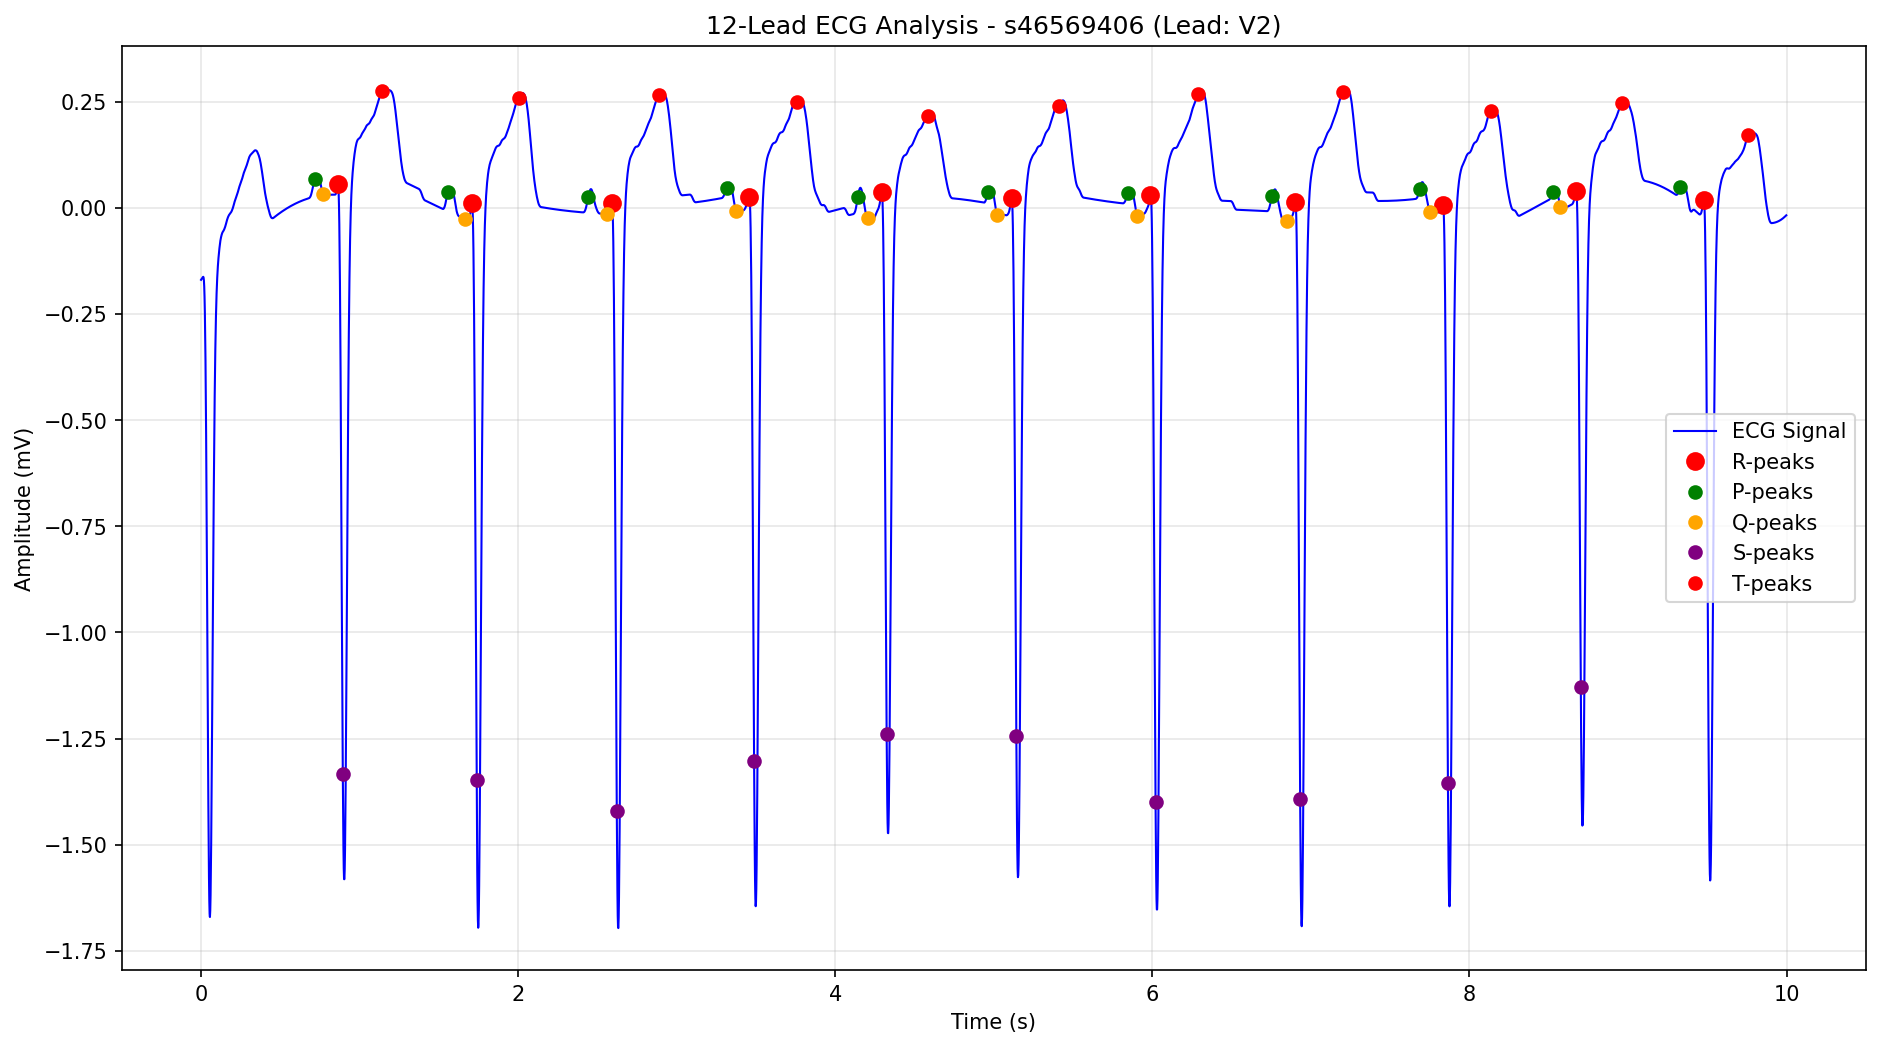 12-Lead ECG Analysis - s46569406 (Lead: V2)
0.25
0.00
−0.25
−0.50
−0.75
−1.00
−1.25
−1.50
−1.75
Amplitude (mV)
ECG Signal
R-peaks
P-peaks
Q-peaks
S-peaks
T-peaks
0 2 4 6 8 10
Time (s)